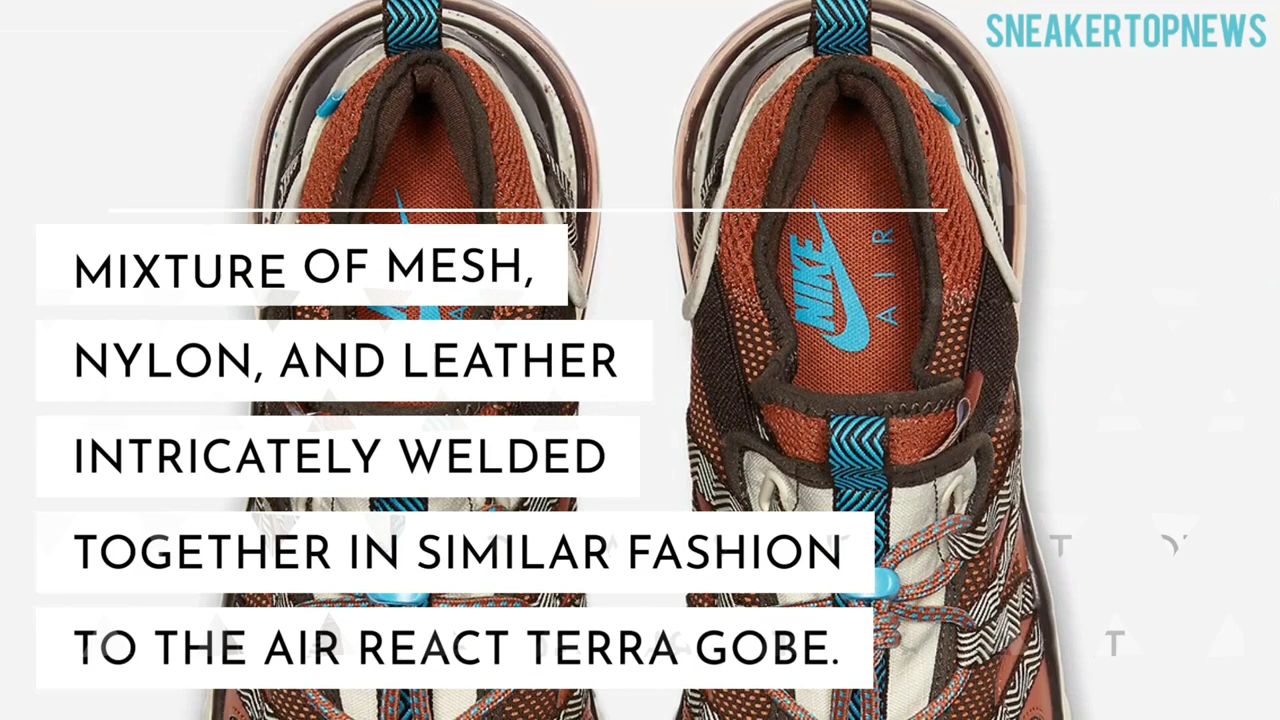 SNEAKERTOPNEWS
MIXTURE OF MESH,
NYLON, AND LEATHER
INTRICATELY WELDED
TOGETHER IN SIMILAR FASHION
TO THE AIR REACT TERRA GOBE.
NIKE
AIR